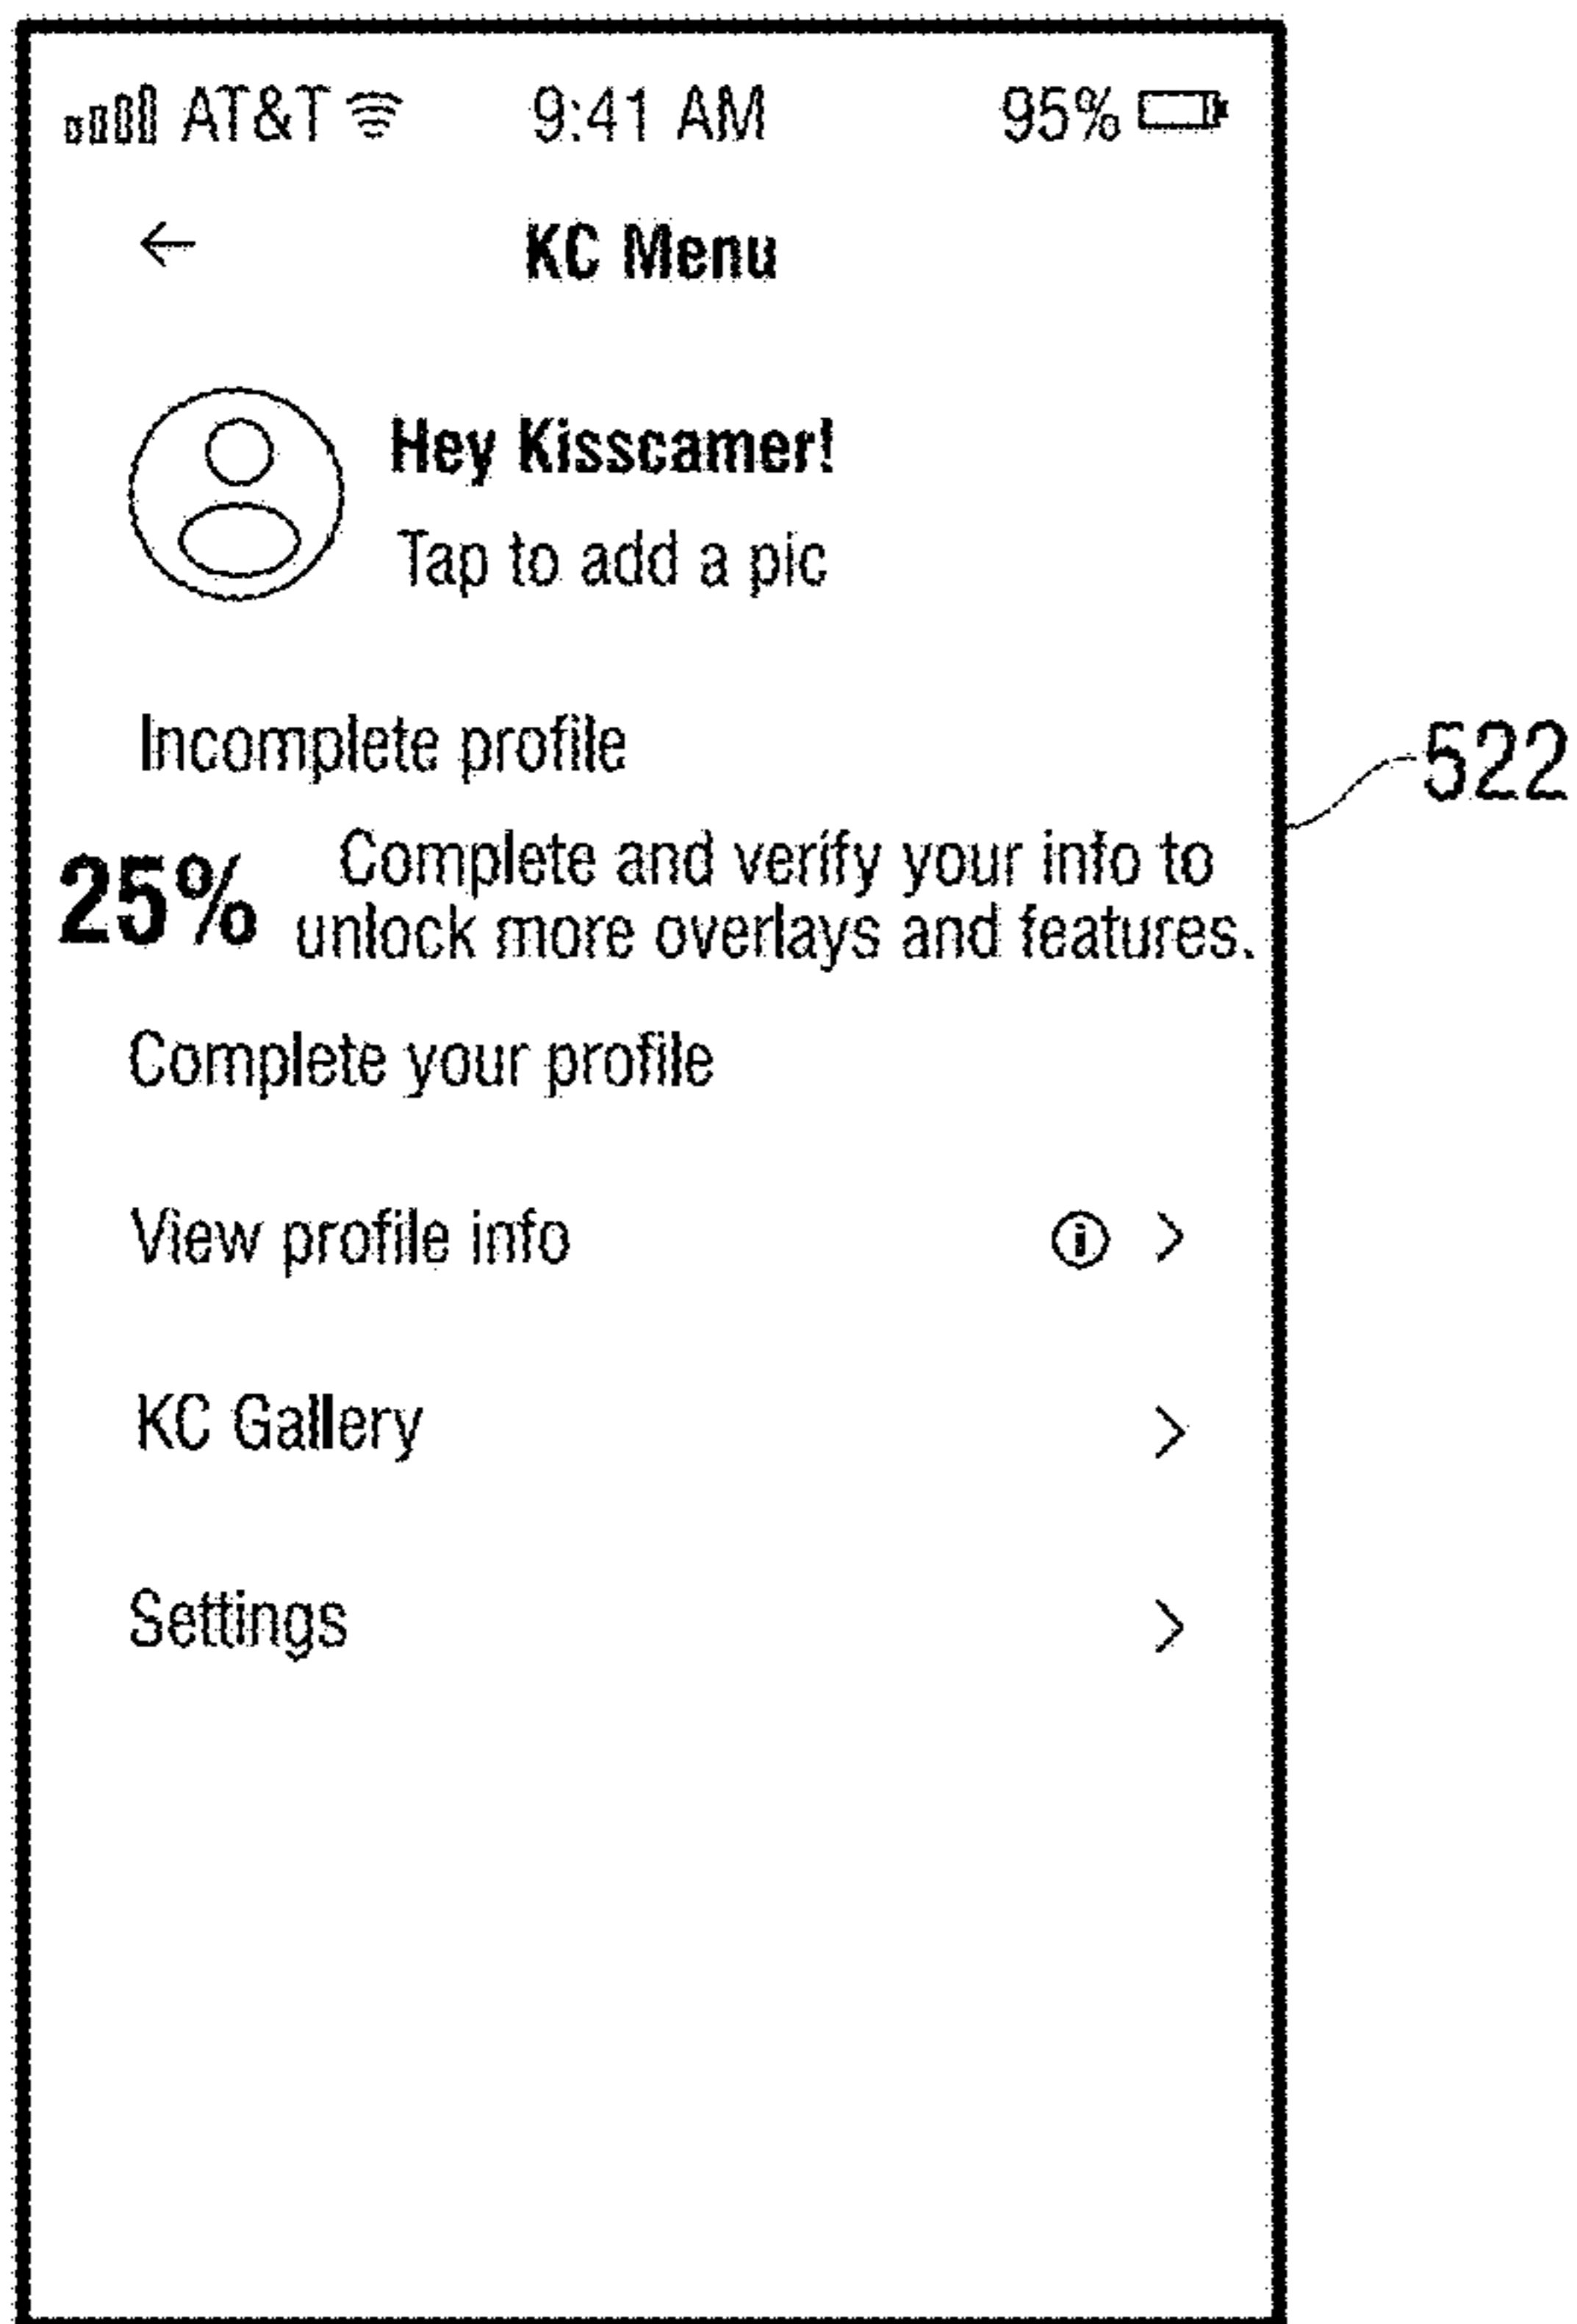 AT&T 9:41 AM 95%
KC Menu
Hey Kisscamer!
Tap to add a pic
Incomplete profile
25% Complete and verify your info to
unlock more overlays and features.
522
Complete your profile
View profile info
KC Gallery
Settings